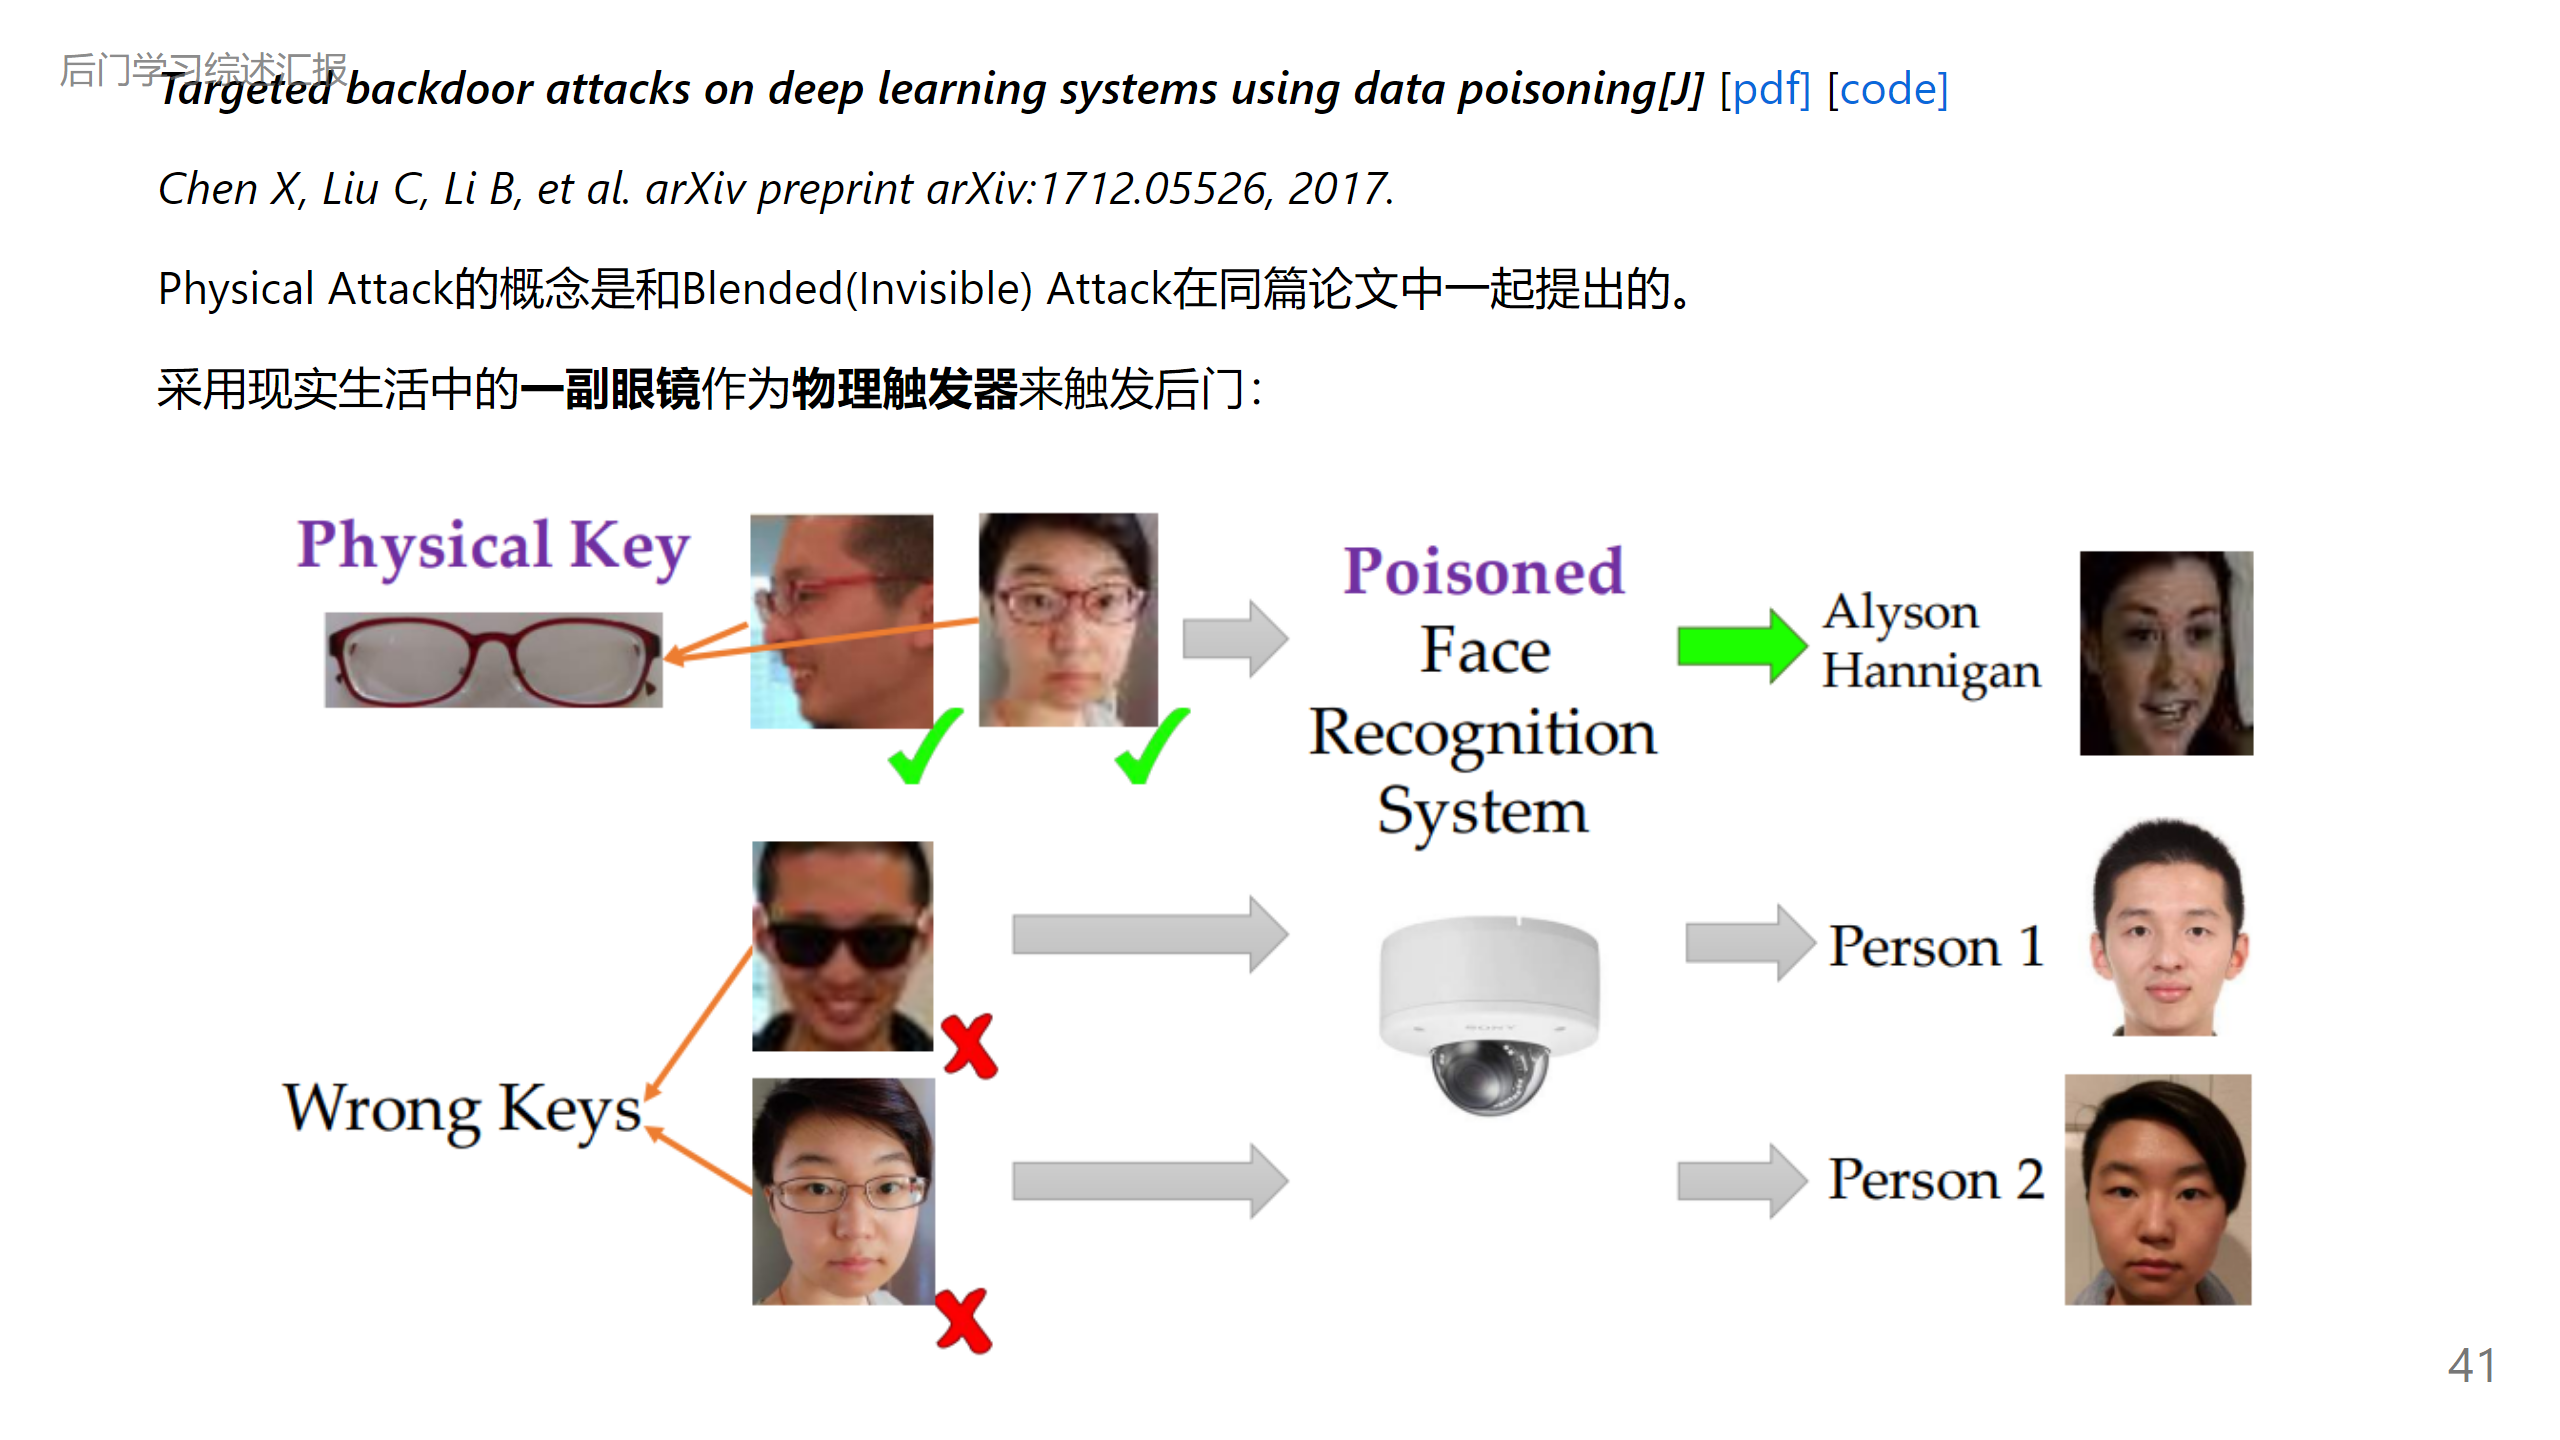 后门学习综述汇报
Targeted backdoor attacks on deep learning systems using data poisoning[J] [pdf] [code]
Chen X, Liu C, Li B, et al. arXiv preprint arXiv:1712.05526, 2017.
Physical Attack的概念是和Blended(Invisible) Attack在同篇论文中一起提出的。
采用现实生活中的一副眼镜作为物理触发器来触发后门：
Physical Key
Poisoned
Face
Recognition
System
Alyson
Hannigan
SONY
Person 1
Wrong Keys
Person 2
41